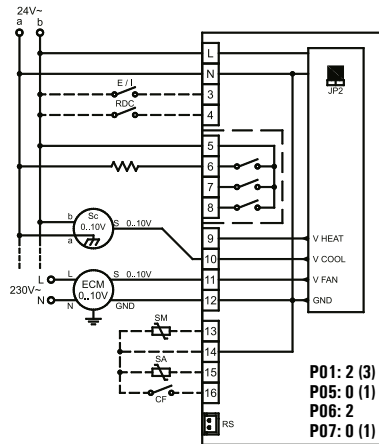 24V~
a b
L
N
JP2
E / I
3
RDC
4
5
6
7
8
b Sc
0..10V
a
S 0..10V
9 V HEAT
10 V COOL
L L ECM S 0..10V 11 V FAN
230V~ 0..10V
N N GND 12 GND
SM
13
14
SA
15
CF
16
RS
P01: 2 (3)
P05: 0 (1)
P06: 2
P07: 0 (1)